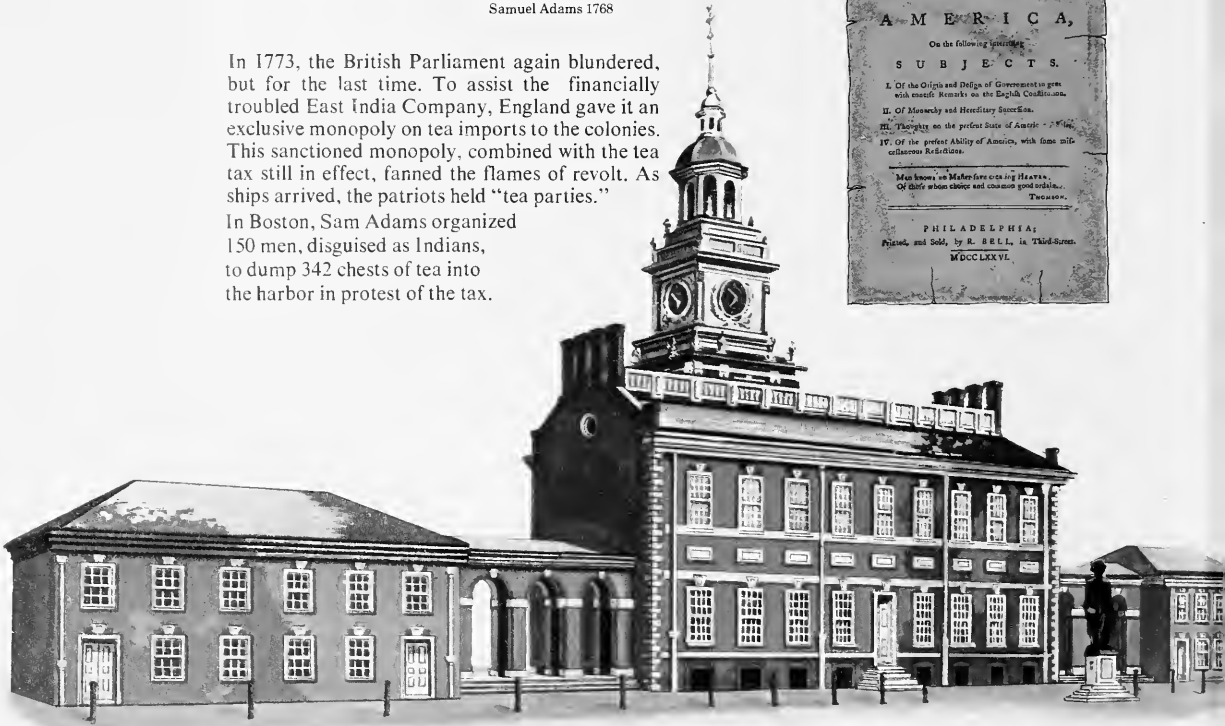 Samuel Adams 1768
In 1773, the British Parliament again blundered,
but for the last time. To assist the financially
troubled East India Company, England gave it an
exclusive monopoly on tea imports to the colonies.
This sanctioned monopoly, combined with the tea
tax still in effect, fanned the flames of revolt. As
ships arrived, the patriots held “tea parties.”
In Boston, Sam Adams organized
150 men, disguised as Indians,
to dump 342 chests of tea into
the harbor in protest of the tax.
A M E R I C A,
On the following
S U B J E C T S.
I. Of the Origin and Design of Government in
with concise Remarks on the English Constitution.
II. Of Monarchy and Hereditary Succession.
III. Thoughts on the present State of
IV. Of the present Ability of America, with some mis-
cellaneous Reflections.
Man knows no Master save creating HEAVEN,
Or those whom choice and common good ordain.
THOMSON.
PHILADELPHIA;
Printed, and Sold, by R. BELL, in Third-Street.
MDCCLXXVI.